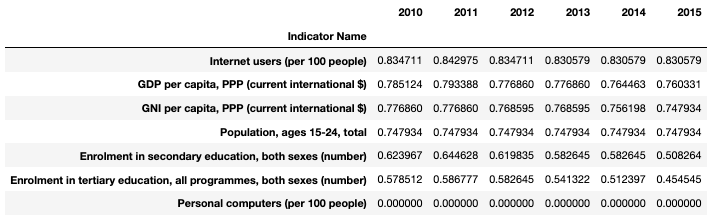 2010 2011 2012 2013 2014 2015
Indicator Name
Internet users (per 100 people) 0.834711 0.842975 0.834711 0.830579 0.830579 0.830579
GDP per capita, PPP (current international $) 0.785124 0.793388 0.776860 0.776860 0.764463 0.760331
GNI per capita, PPP (current international $) 0.776860 0.776860 0.768595 0.768595 0.756198 0.747934
Population, ages 15-24, total 0.747934 0.747934 0.747934 0.747934 0.747934 0.747934
Enrolment in secondary education, both sexes (number) 0.623967 0.644628 0.619835 0.582645 0.582645 0.508264
Enrolment in tertiary education, all programmes, both sexes (number) 0.578512 0.586777 0.582645 0.541322 0.512397 0.454545
Personal computers (per 100 people) 0.000000 0.000000 0.000000 0.000000 0.000000 0.000000